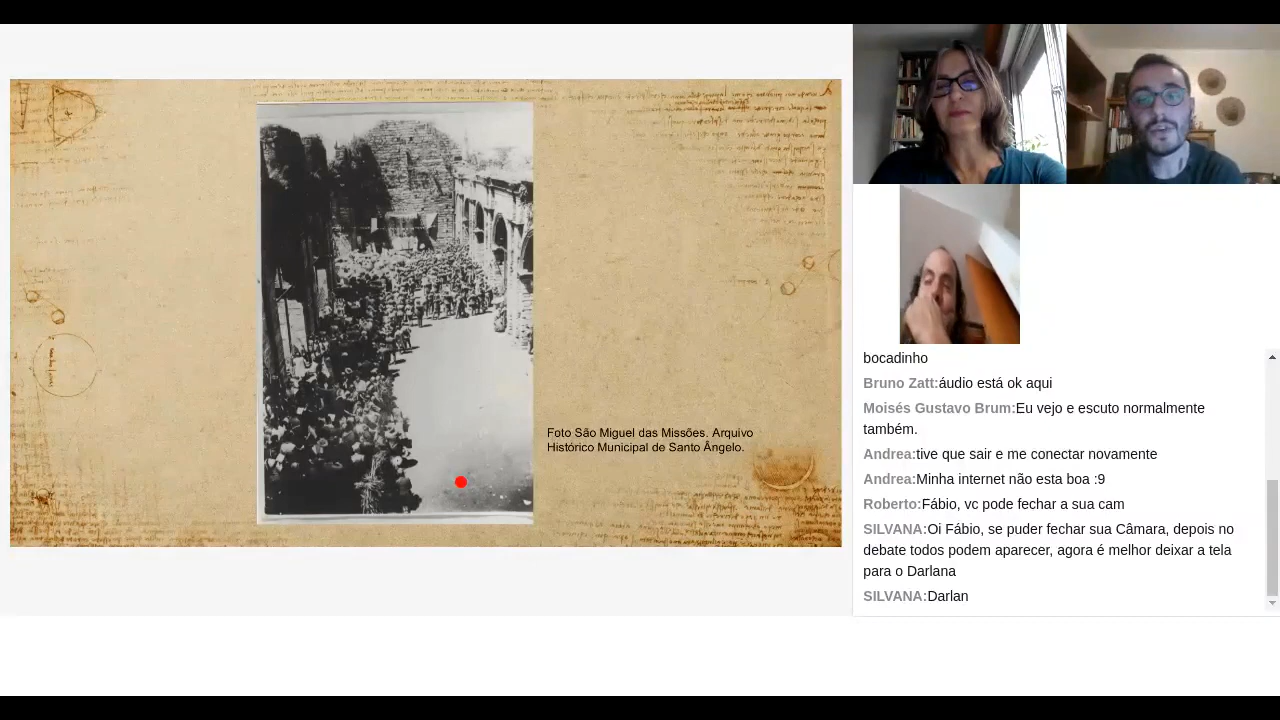 Foto São Miguel das Missões. Arquivo
Histórico Municipal de Santo Ângelo.
bocadinho
Bruno Zatt:áudio está ok aqui
Moisés Gustavo Brum:Eu vejo e escuto normalmente
também.
Andrea:tive que sair e me conectar novamente
Andrea:Minha internet não esta boa :9
Roberto:Fábio, vc pode fechar a sua cam
SILVANA:Oi Fábio, se puder fechar sua Câmara, depois no
debate todos podem aparecer, agora é melhor deixar a tela
para o Darlana
SILVANA:Darlan